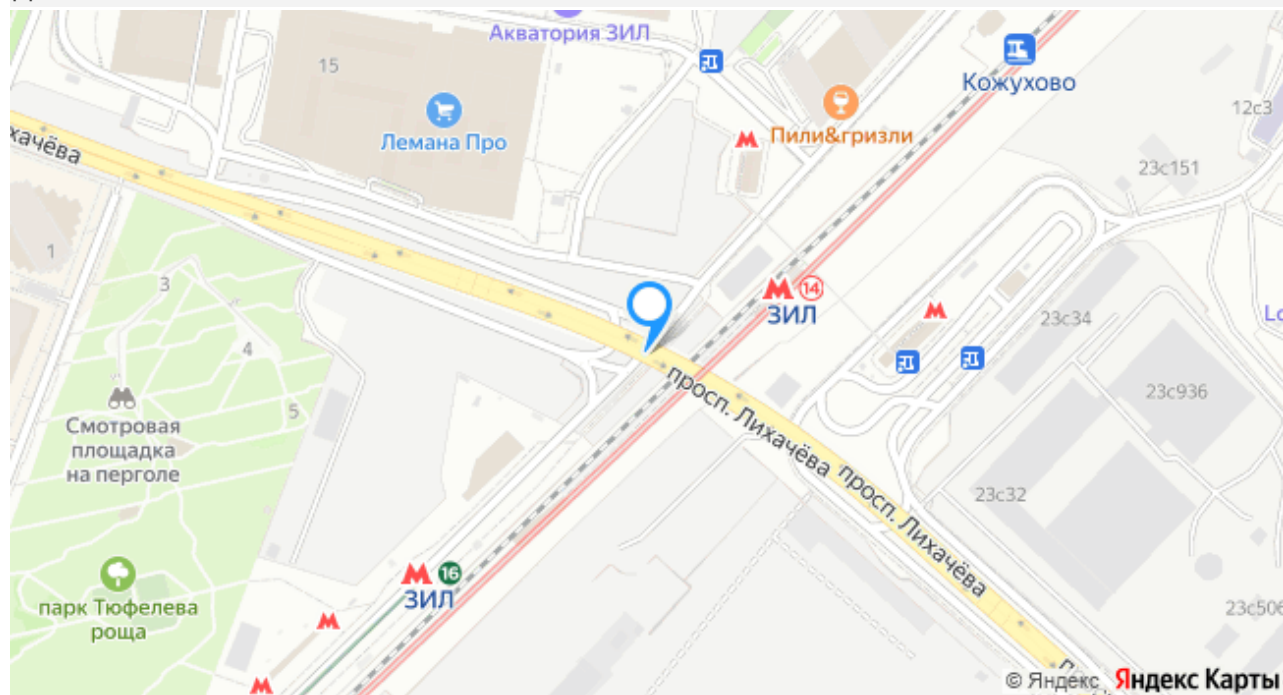 Акватория ЗИЛ
15
Кожухово
Лемана Про
Пили&гризли
12с3
хачёва
23с151
1
3
14
ЗИЛ
23с34
4
просп. Лихачёва
просп. Лихачёва
23с936
5
Смотровая
площадка
на перголе
23с32
16
ЗИЛ
парк Тюфелева
роща
23с506
© Яндекс Яндекс Карты